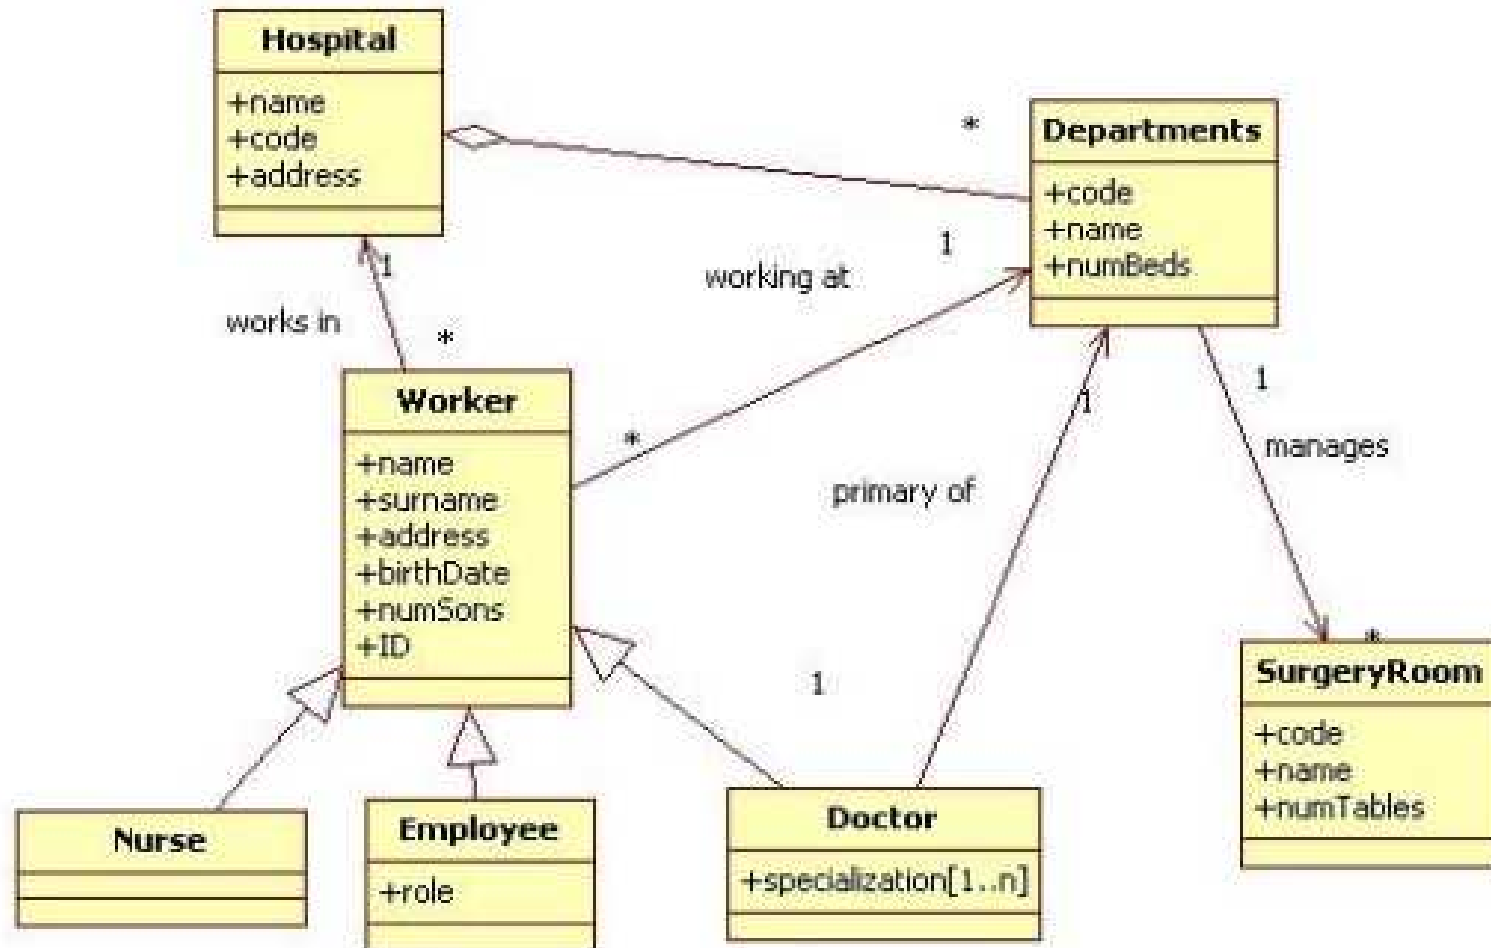 Hospital
+name
+code
+address
*
Departments
+code
+name
+numBeds
1
working at
1
works in
*
Worker
+name
+surname
+address
+birthDate
+numSons
+ID
*
1
primary of
1
1
manages
*
SurgeryRoom
+code
+name
+numTables
Nurse
Employee
+role
Doctor
+specialization[1..n]